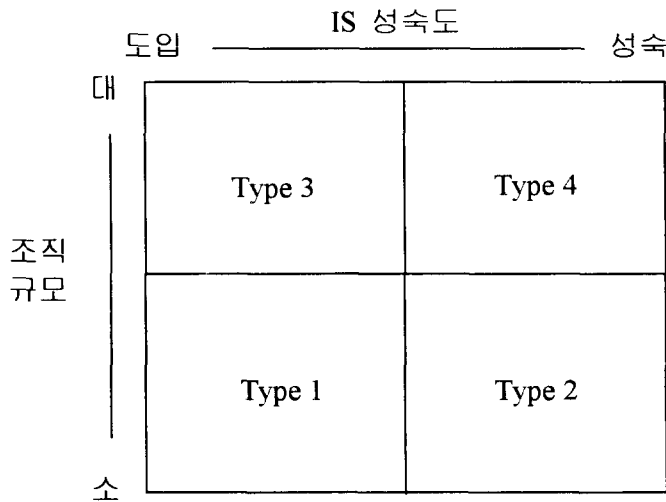 IS 성숙도
도입 성숙
대
Type 3 Type 4
조직
규모
Type 1 Type 2
소